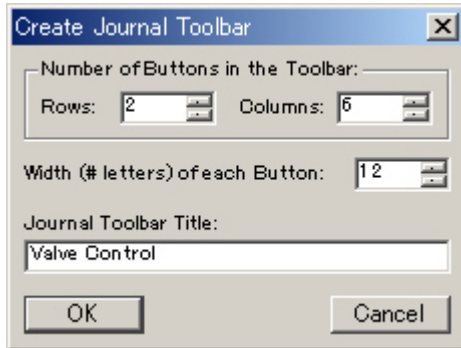 Create Journal Toolbar
Number of Buttons in the Toolbar:
Rows: 2 Columns: 6
Width (# letters) of each Button: 12
Journal Toolbar Title:
Valve Control
OK Cancel